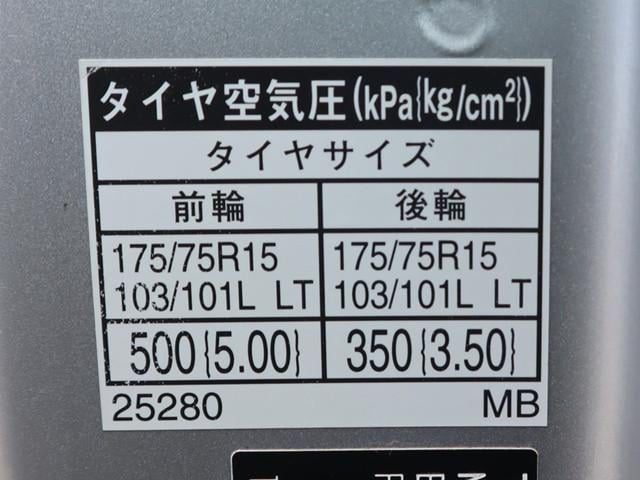 タイヤ空気圧(kPa{kg/cm²})
タイヤサイズ
前輪 後輪
175/75R15 175/75R15
103/101L LT 103/101L LT
500{5.00} 350{3.50}
25280 MB